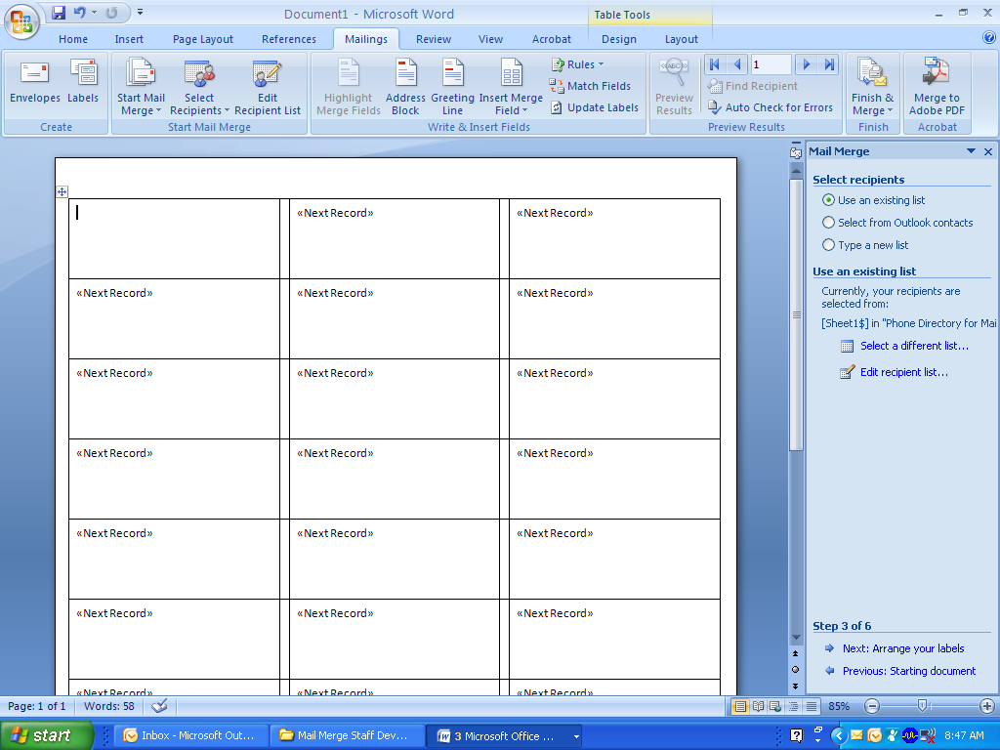 Document1 - Microsoft Word
Table Tools
Home Insert Page Layout References Mailings Review View Acrobat Design Layout
Envelopes
Labels
Create
Start Mail
Merge
Select
Recipients
Edit
Recipient List
Start Mail Merge
Highlight
Merge Fields
Address
Block
Greeting
Line
Insert Merge
Field
Rules
Match Fields
Update Labels
Write & Insert Fields
«ABC»
Preview
Results
1
Find Recipient
Auto Check for Errors
Preview Results
Finish &
Merge
Finish
Merge to
Adobe PDF
Acrobat
«Next Record» «Next Record»
«Next Record» «Next Record» «Next Record»
«Next Record» «Next Record» «Next Record»
«Next Record» «Next Record» «Next Record»
«Next Record» «Next Record» «Next Record»
«Next Record» «Next Record» «Next Record»
«Next Record» «Next Record» «Next Record»
Mail Merge
Select recipients
Use an existing list
Select from Outlook contacts
Type a new list
Use an existing list
Currently, your recipients are
selected from:
[Sheet1$] in "Phone Directory for Mai
Select a different list...
Edit recipient list...
Step 3 of 6
Next: Arrange your labels
Previous: Starting document
Page: 1 of 1 Words: 58
85%
start
Inbox - Microsoft Out...
Mail Merge Staff Dev...
3 Microsoft Office ...
8:47 AM